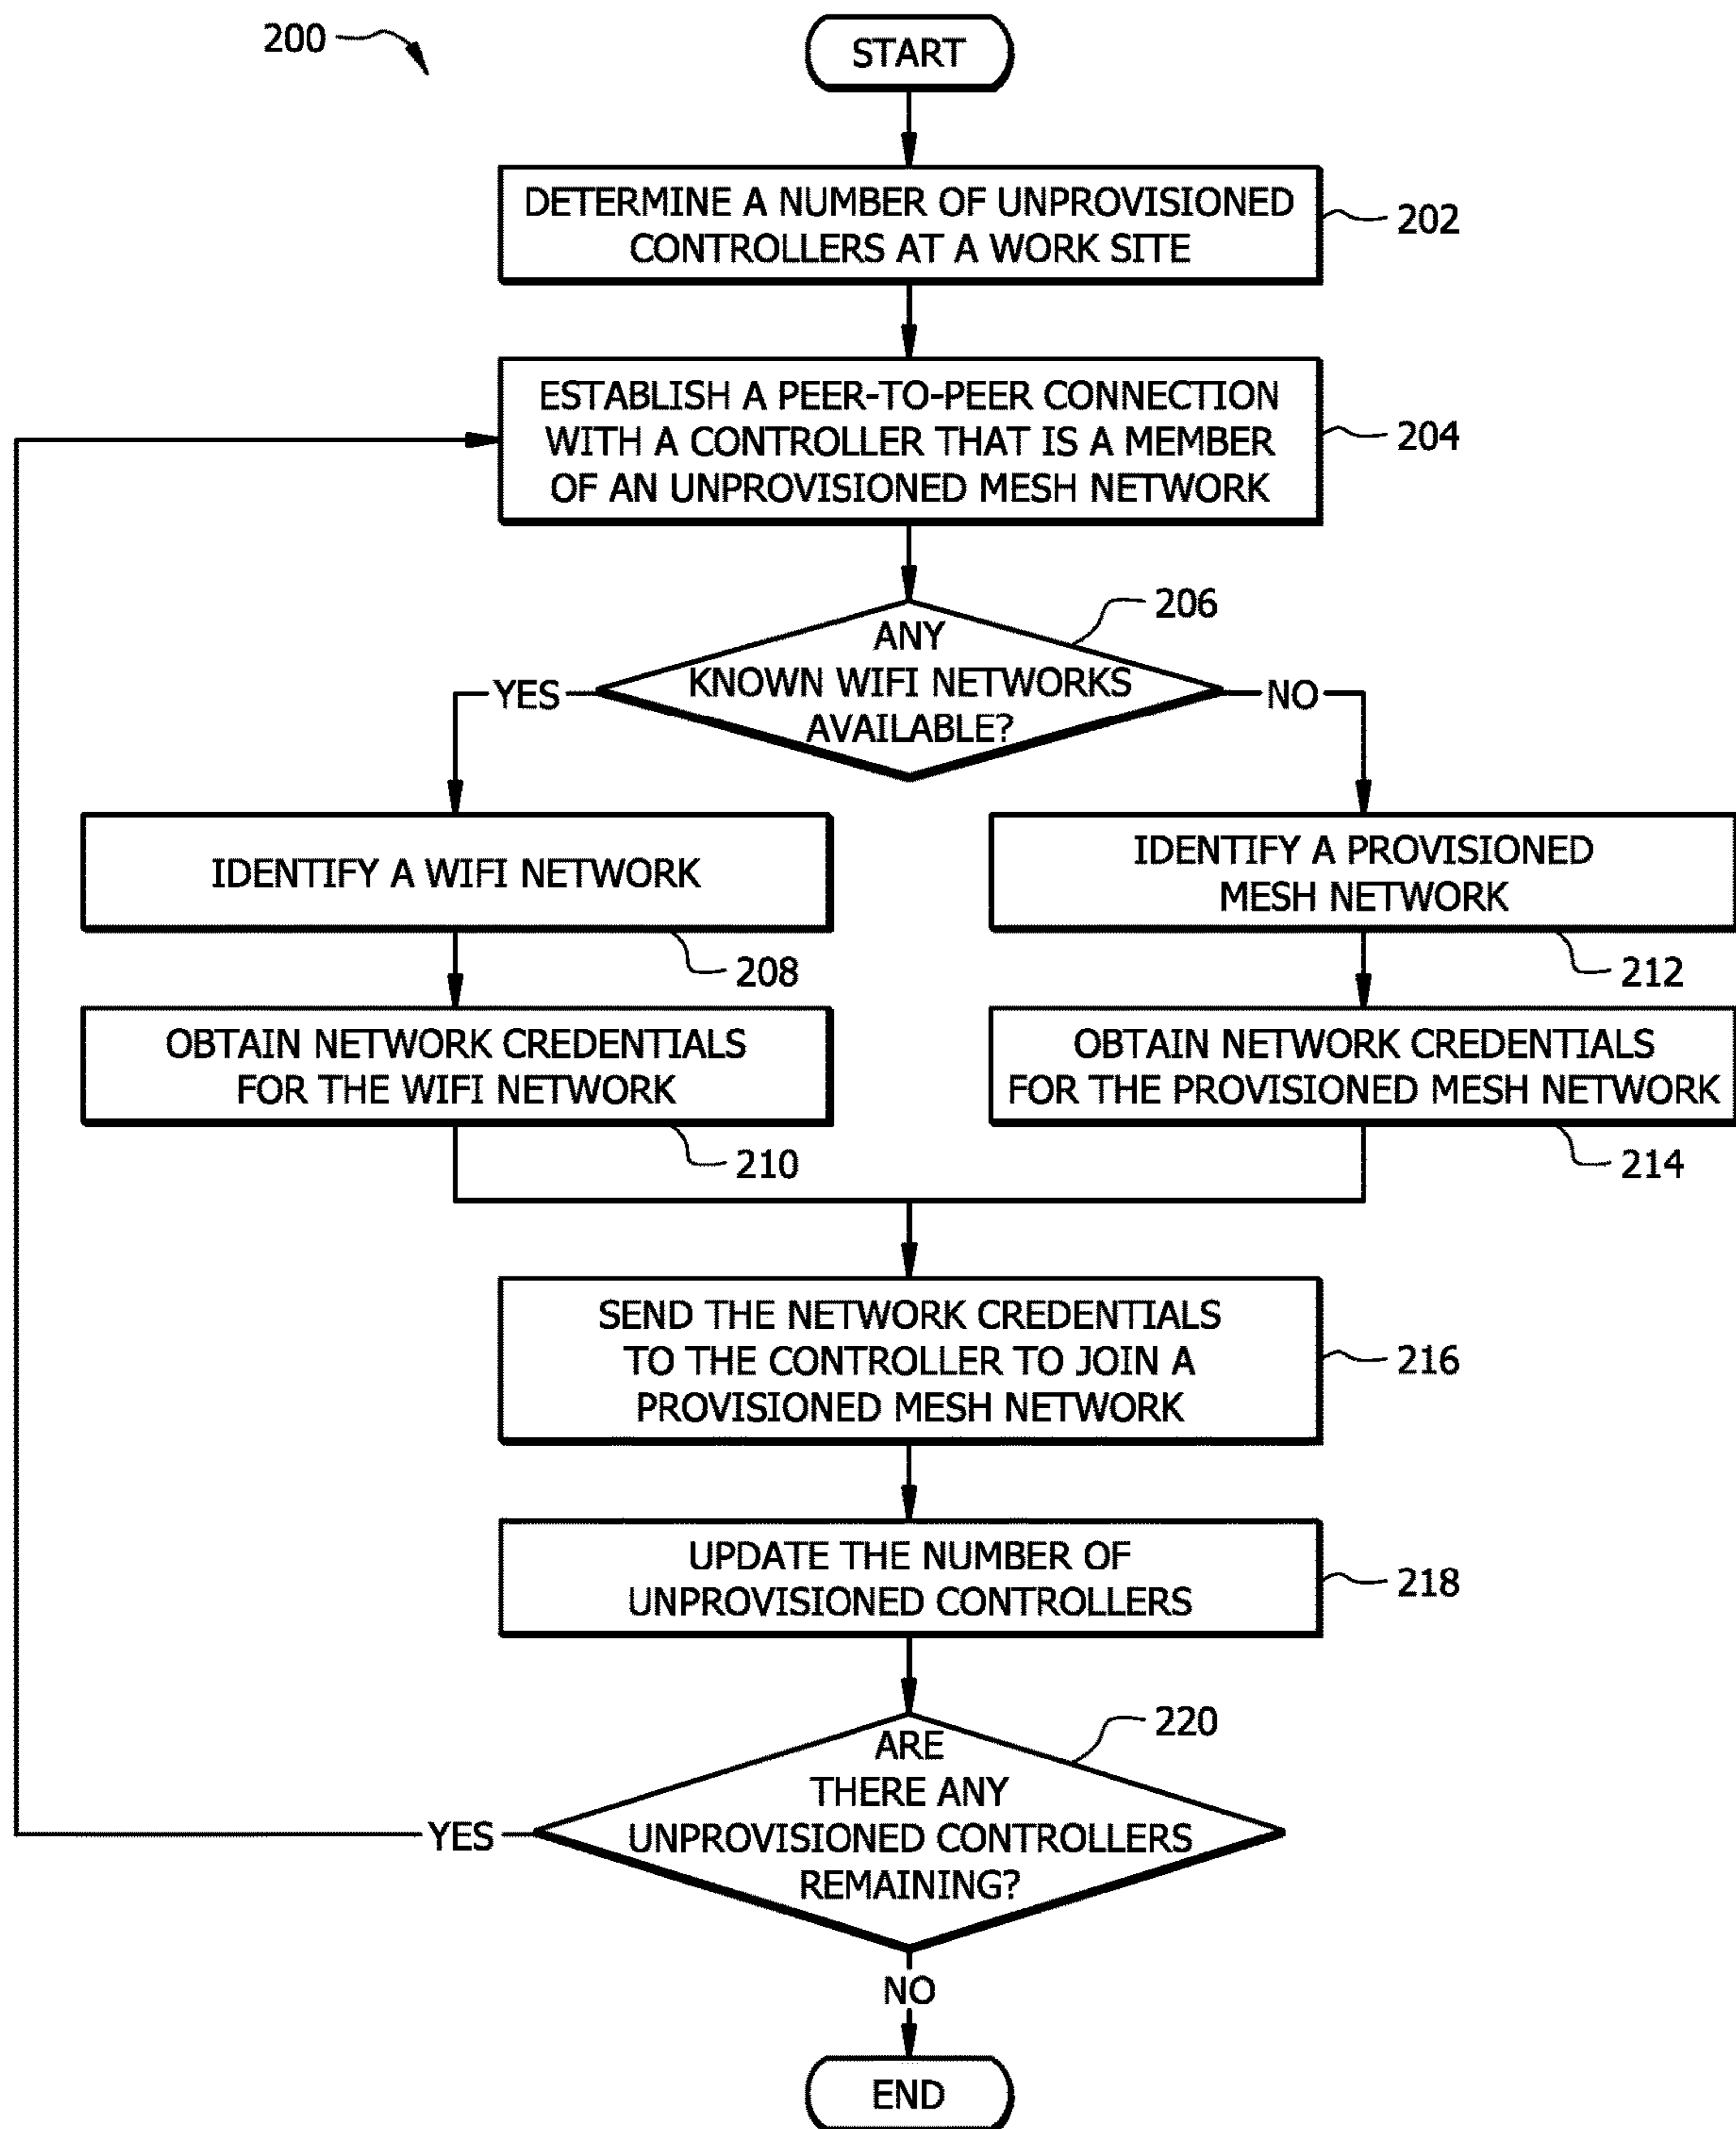 200
START
DETERMINE A NUMBER OF UNPROVISIONED
CONTROLLERS AT A WORK SITE
202
ESTABLISH A PEER-TO-PEER CONNECTION
WITH A CONTROLLER THAT IS A MEMBER
OF AN UNPROVISIONED MESH NETWORK
204
206
ANY
KNOWN WIFI NETWORKS
AVAILABLE?
YES
NO
IDENTIFY A WIFI NETWORK
208
IDENTIFY A PROVISIONED
MESH NETWORK
212
OBTAIN NETWORK CREDENTIALS
FOR THE WIFI NETWORK
210
OBTAIN NETWORK CREDENTIALS
FOR THE PROVISIONED MESH NETWORK
214
SEND THE NETWORK CREDENTIALS
TO THE CONTROLLER TO JOIN A
PROVISIONED MESH NETWORK
216
UPDATE THE NUMBER OF
UNPROVISIONED CONTROLLERS
218
220
ARE
THERE ANY
UNPROVISIONED CONTROLLERS
REMAINING?
YES
NO
END